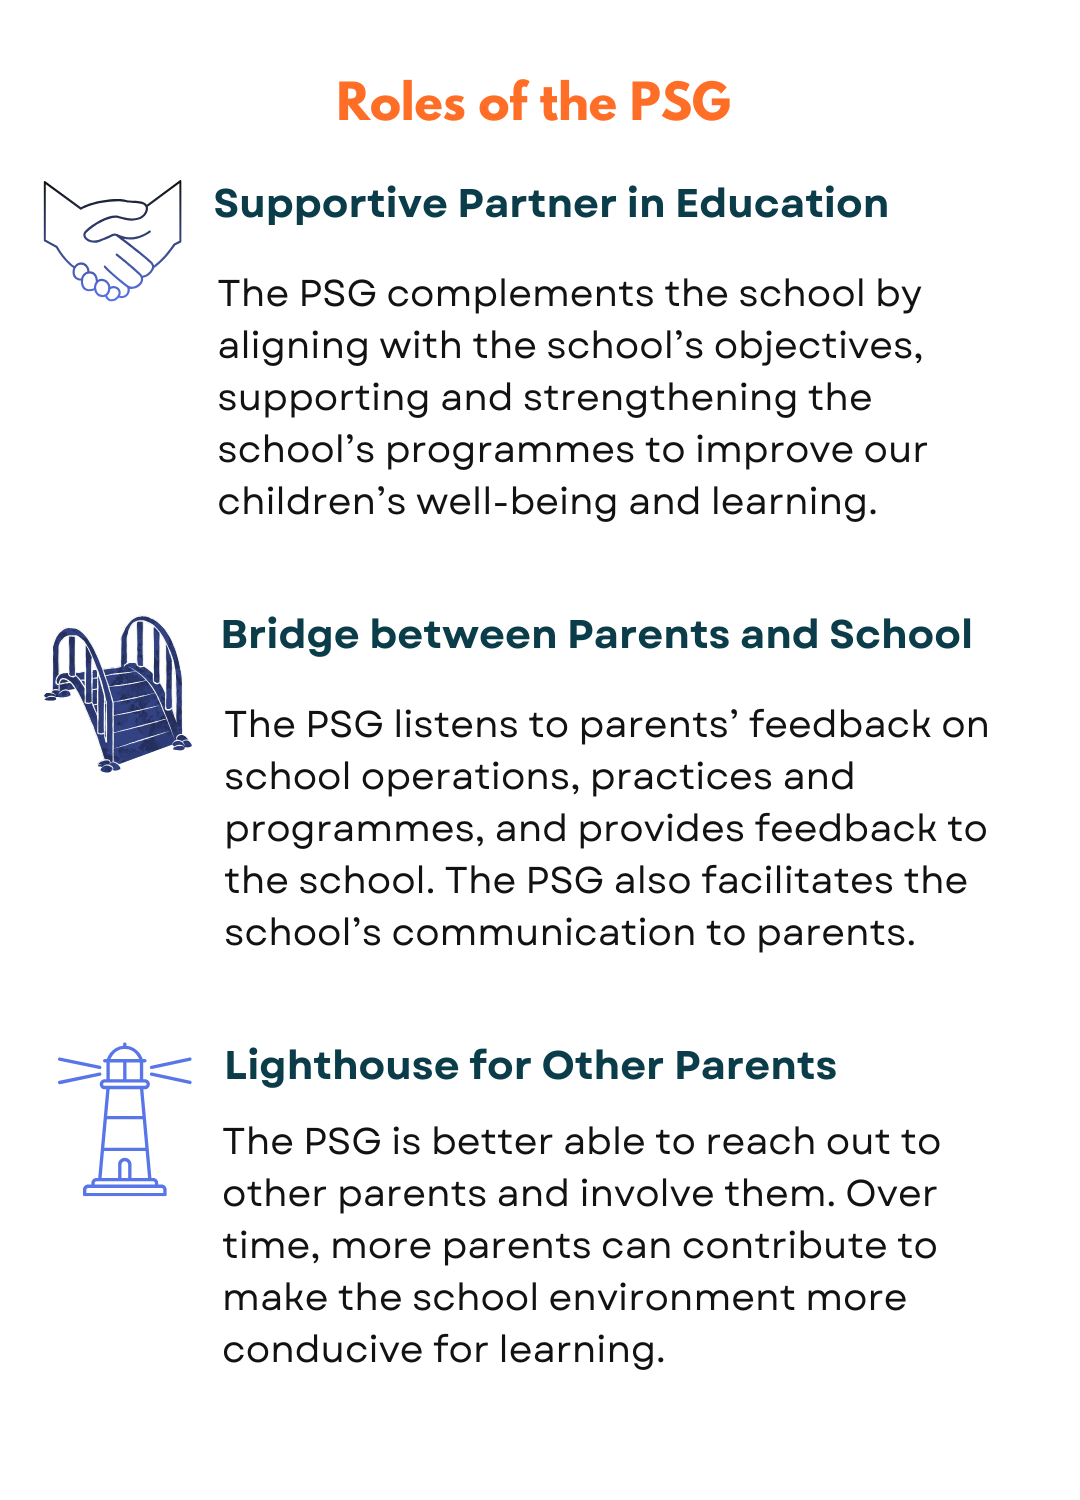 Roles of the PSG
Supportive Partner in Education
The PSG complements the school by
aligning with the school’s objectives,
supporting and strengthening the
school’s programmes to improve our
children’s well-being and learning.
Bridge between Parents and School
The PSG listens to parents’ feedback on
school operations, practices and
programmes, and provides feedback to
the school. The PSG also facilitates the
school’s communication to parents.
Lighthouse for Other Parents
The PSG is better able to reach out to
other parents and involve them. Over
time, more parents can contribute to
make the school environment more
conducive for learning.